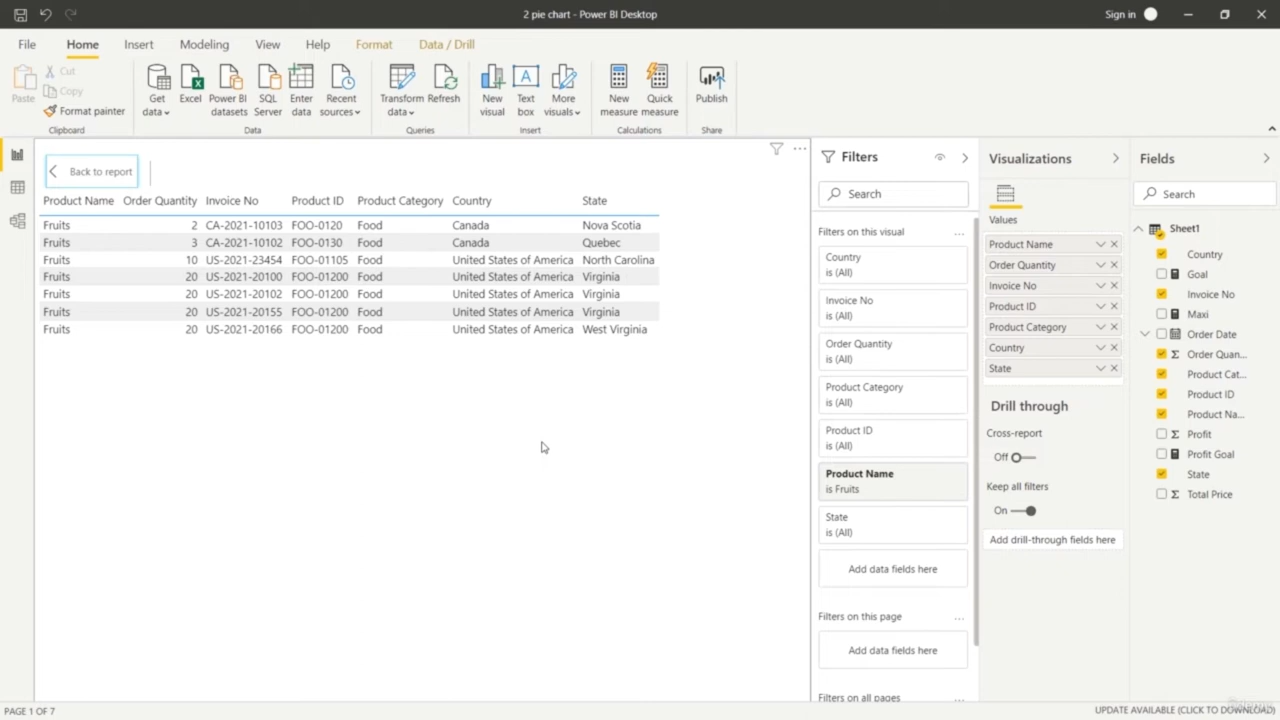 2 pie chart - Power BI Desktop
Sign in
File Home Insert Modeling View Help Format Data / Drill
Paste
Cut
Copy
Format painter
Clipboard
Get data
Excel
Power BI datasets
SQL Server
Enter data
Recent sources
Data
Transform data
Refresh
Queries
New visual
Text box
More visuals
Insert
New measure
Quick measure
Calculations
Publish
Share
Back to report
Product Name Order Quantity Invoice No Product ID Product Category Country State
Fruits 2 CA-2021-10103 FOO-0120 Food Canada Nova Scotia
Fruits 3 CA-2021-10102 FOO-0130 Food Canada Quebec
Fruits 10 US-2021-23454 FOO-01105 Food United States of America North Carolina
Fruits 20 US-2021-20100 FOO-01200 Food United States of America Virginia
Fruits 20 US-2021-20102 FOO-01200 Food United States of America Virginia
Fruits 20 US-2021-20155 FOO-01200 Food United States of America Virginia
Fruits 20 US-2021-20166 FOO-01200 Food United States of America West Virginia
Filters
Search
Filters on this visual ...
Country
is (All)
Invoice No
is (All)
Order Quantity
is (All)
Product Category
is (All)
Product ID
is (All)
Product Name
is Fruits
State
is (All)
Add data fields here
Filters on this page ...
Add data fields here
Filters on all pages ...
Visualizations
Values
Product Name
Order Quantity
Invoice No
Product ID
Product Category
Country
State
Drill through
Cross-report
Off
Keep all filters
On
Add drill-through fields here
Fields
Search
Sheet1
Country
Goal
Invoice No
Maxi
Order Date
Order Quan...
Product Cat...
Product ID
Product Na...
Profit
Profit Goal
State
Total Price
PAGE 1 OF 7
UPDATE AVAILABLE (CLICK TO DOWNLOAD)